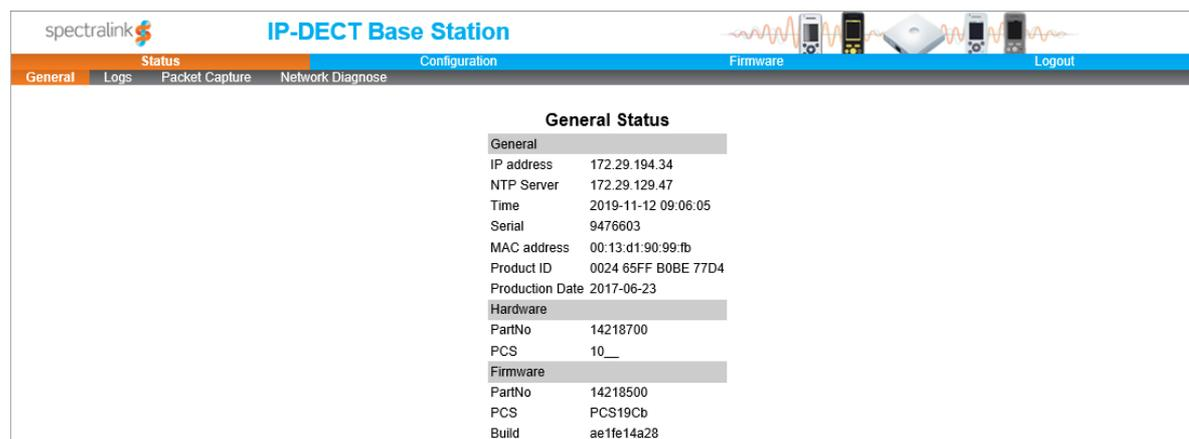 spectralink IP-DECT Base Station
Status Configuration Firmware Logout
General Logs Packet Capture Network Diagnose
General Status
General
IP address 172.29.194.34
NTP Server 172.29.129.47
Time 2019-11-12 09:06:05
Serial 9476603
MAC address 00:13:d1:90:99:fb
Product ID 0024 65FF B0BE 77D4
Production Date 2017-06-23
Hardware
PartNo 14218700
PCS 10__
Firmware
PartNo 14218500
PCS PCS19Cb
Build ae1fe14a28